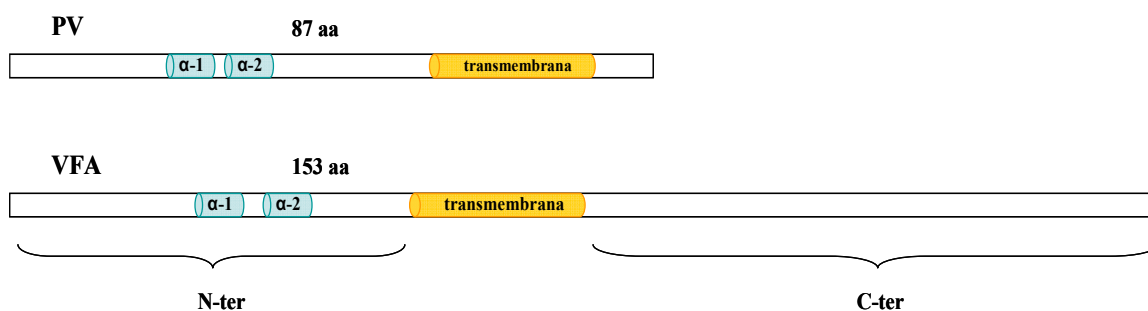 PV 87 aa
α-1 α-2 transmembrana
VFA 153 aa
α-1 α-2 transmembrana
N-ter C-ter